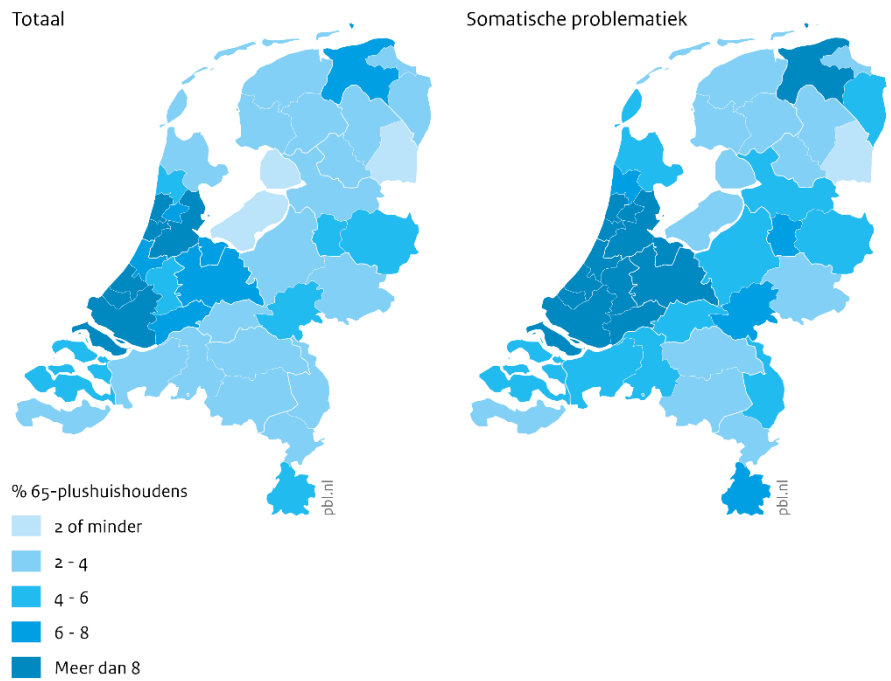 Totaal
Somatische problematiek
pbl.nl
pbl.nl
% 65-plushuishoudens
2 of minder
2 - 4
4 - 6
6 - 8
Meer dan 8